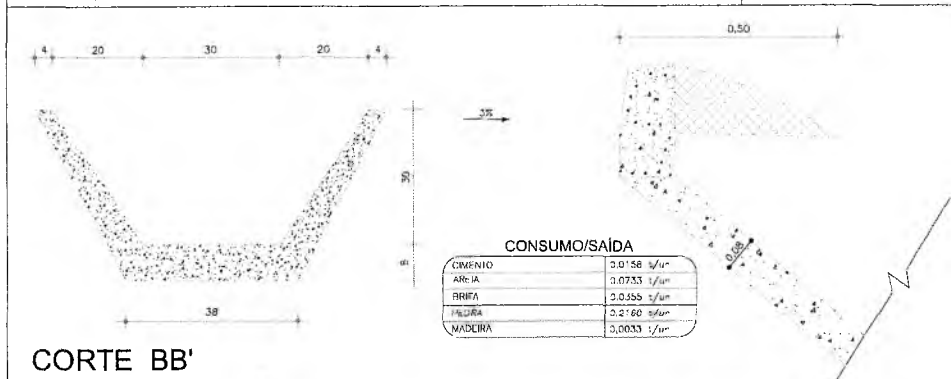 4 20 30 20 4
0,50
3%
30
8
0,08
38
CONSUMO/SAÍDA
CIMENTO 0,0158 t/un
AREIA 0,0733 t/un
BRITA 0,0355 t/un
PEDRA 0,2160 t/un
MADEIRA 0,0033 t/un
CORTE BB'